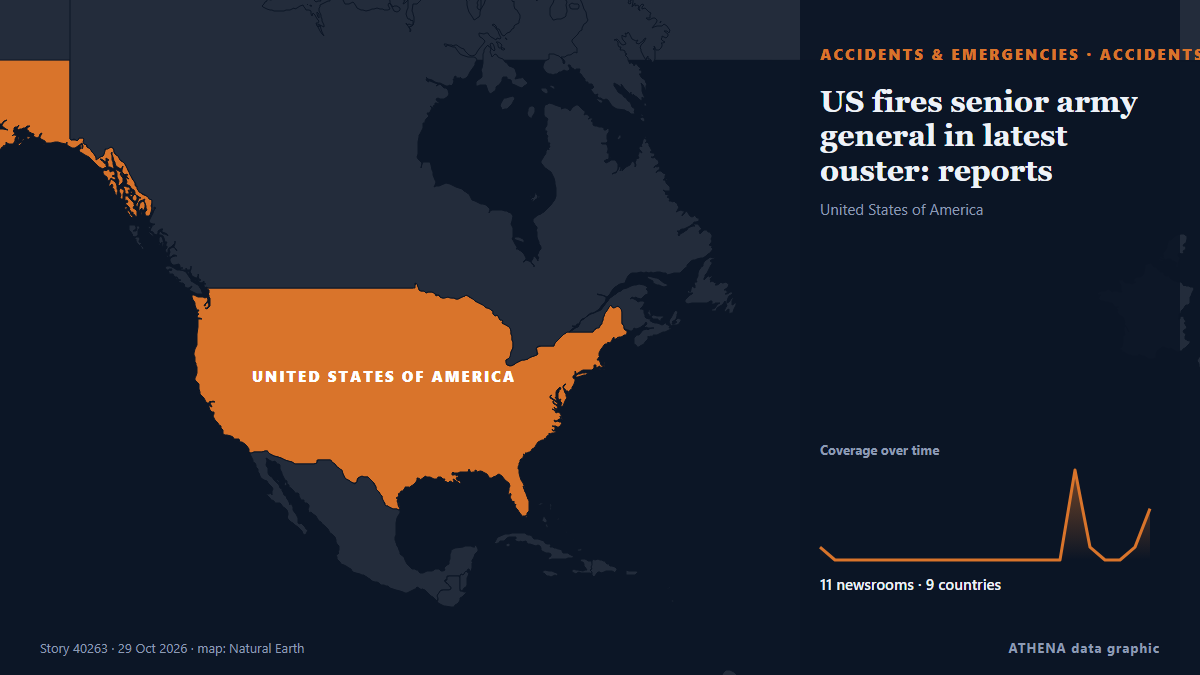 ACCIDENTS & EMERGENCIES · ACCIDENTS
US fires senior army
general in latest
ouster: reports
United States of America
UNITED STATES OF AMERICA
Coverage over time
11 newsrooms · 9 countries
Story 40263 · 29 Oct 2026 · map: Natural Earth
ATHENA data graphic